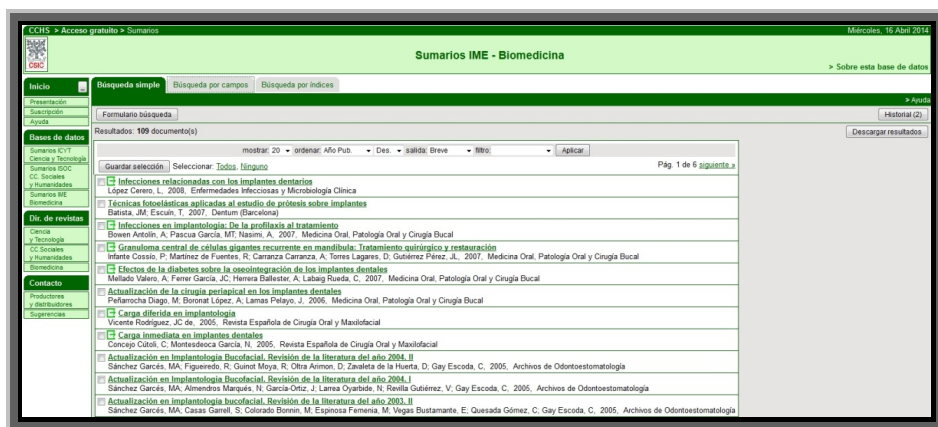 CCHS > Acceso gratuito > Sumarios
Miércoles, 16 Abril 2014
CSIC
Sumarios IME - Biomedicina
> Sobre esta base de datos
Inicio
Presentación
Suscripción
Ayuda
Bases de datos
Sumarios ICYT
Ciencia y Tecnología
Sumarios ISOC
CC. Sociales
y Humanidades
Sumarios IME
Biomedicina
Dir. de revistas
Ciencia
y Tecnología
CC Sociales
y Humanidades
Biomedicina
Contacto
Productores
y distribuidores
Sugerencias
Búsqueda simple Búsqueda por campos Búsqueda por índices
> Ayuda
Formulario búsqueda
Historial (2)
Resultados: 109 documento(s)
Descargar resultados
mostrar: 20 ordenar: Año Pub. Des. salida: Breve filtro: Aplicar
Guardar selección Seleccionar: Todos, Ninguno
Pág. 1 de 6 siguiente »
Infecciones relacionadas con los implantes dentarios
López Cerero, L, 2008, Enfermedades Infecciosas y Microbiología Clínica
Técnicas fotoelásticas aplicadas al estudio de prótesis sobre implantes
Batista, JM; Escuín, T, 2007, Dentum (Barcelona)
Infecciones en implantología: De la profilaxis al tratamiento
Bowen Antolín, A; Pascua García, MT; Nasimi, A, 2007, Medicina Oral, Patología Oral y Cirugía Bucal
Granuloma central de células gigantes recurrente en mandíbula: Tratamiento quirúrgico y restauración
Infante Cossío, P; Martínez de Fuentes, R; Carranza Carranza, A; Torres Lagares, D; Gutiérrez Pérez, JL, 2007, Medicina Oral, Patología Oral y Cirugía Bucal
Efectos de la diabetes sobre la oseointegración de los implantes dentales
Mellado Valero, A; Ferrer García, JC; Herrera Ballester, A; Labaig Rueda, C, 2007, Medicina Oral, Patología Oral y Cirugía Bucal
Actualización de la cirugía periapical en los implantes dentales
Peñarrocha Diago, M; Boronat López, A; Lamas Pelayo, J, 2006, Medicina Oral, Patología Oral y Cirugía Bucal
Carga diferida en implantología
Vicente Rodríguez, JC de, 2005, Revista Española de Cirugía Oral y Maxilofacial
Carga inmediata en implantes dentales
Concejo Cútoli, C; Montesdeoca García, N, 2005, Revista Española de Cirugía Oral y Maxilofacial
Actualización en Implantología Bucofacial. Revisión de la literatura del año 2004. II
Sánchez Garcés, MA; Figueiredo, R; Guinot Moya, R; Oltra Arimon, D; Zavaleta de la Huerta, D; Gay Escoda, C, 2005, Archivos de Odontoestomatología
Actualización en Implantología Bucofacial. Revisión de la literatura del año 2004. I
Sánchez Garcés, MA; Almendros Marqués, N; García-Ortiz, J; Larrea Oyarbide, N; Revilla Gutiérrez, V; Gay Escoda, C, 2005, Archivos de Odontoestomatología
Actualización en implantología bucofacial. Revisión de la literatura del año 2003. II
Sánchez Garcés, MA; Casas Garrell, S; Colorado Bonnin, M; Espinosa Femenia, M; Vegas Bustamante, E; Quesada Gómez, C; Gay Escoda, C, 2005, Archivos de Odontoestomatología